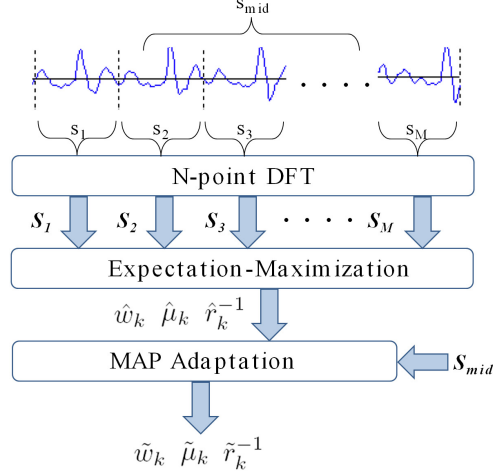 s_mid
s_1 s_2 s_3 s_M
N-point DFT
S_1 S_2 S_3 · · · · S_M
Expectation-Maximization
ŵ_k μ̂_k r̂_k^{-1}
MAP Adaptation
S_mid
w̃_k μ̃_k r̃_k^{-1}